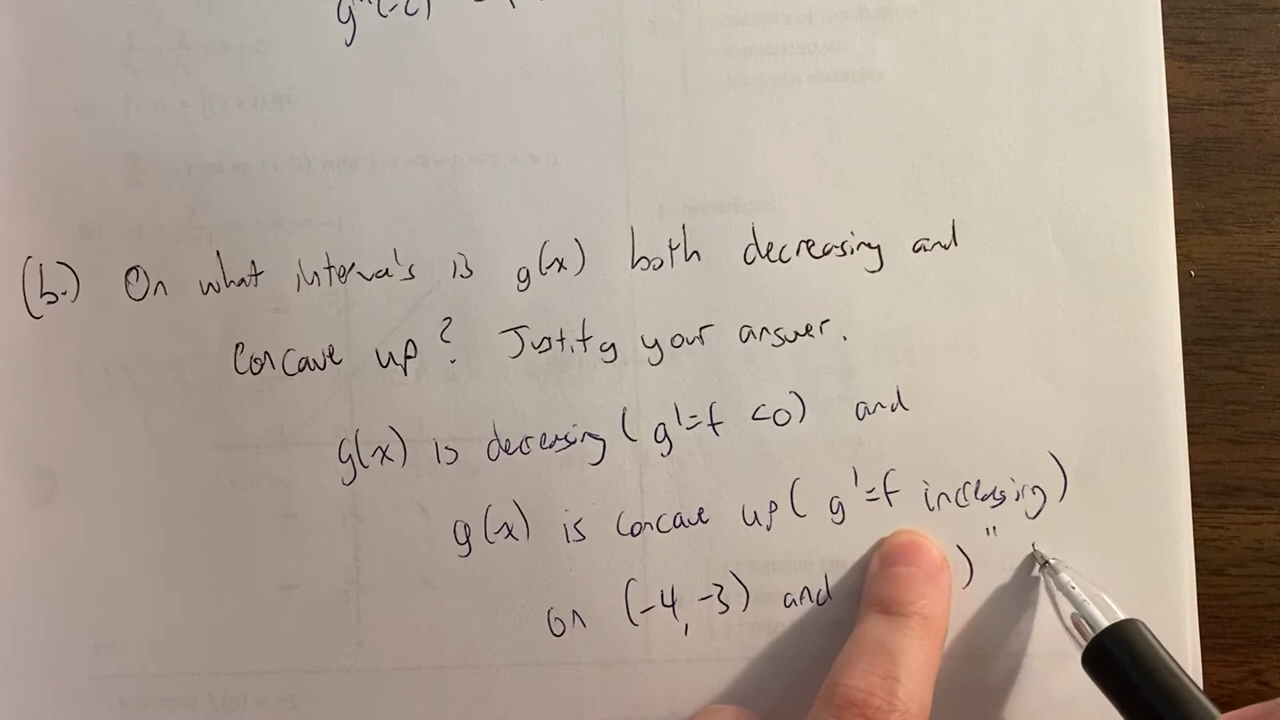 (b.) On what interva's is g(x) both decreasing and
concave up? Justify your answer.
g(x) is decreasing (g'=f <0) and
g(x) is concave up (g'=f increasing)
on (-4,-3) and ) "